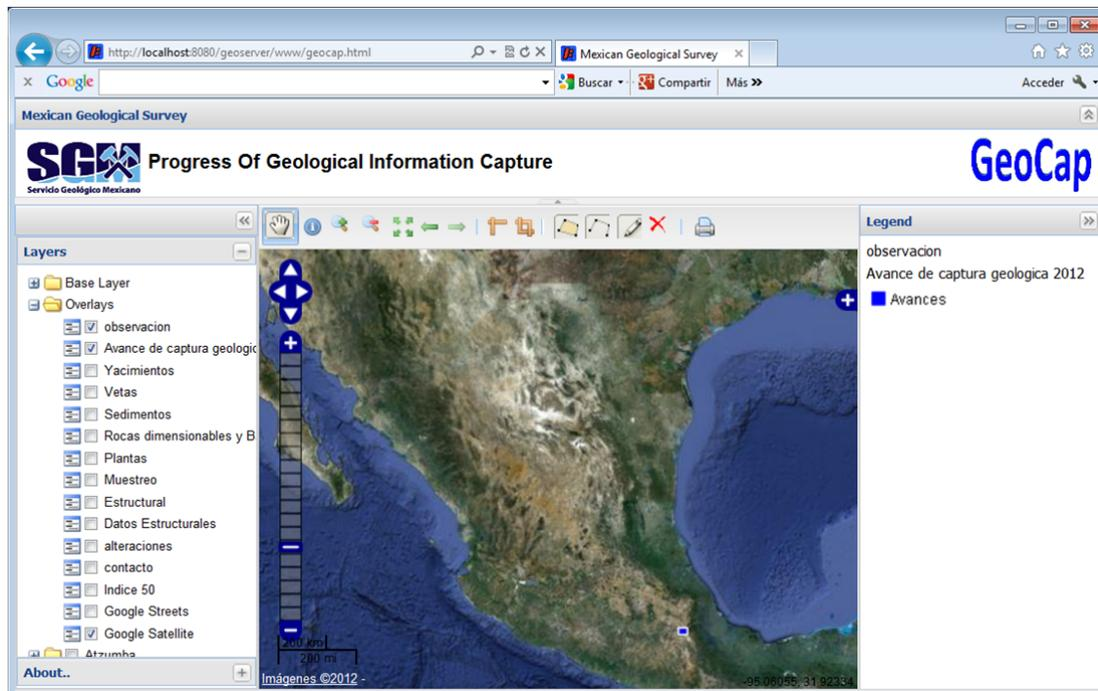 http://localhost:8080/geoserver/www/geocap.html
Mexican Geological Survey
x Google
Buscar
Compartir
Más »
Acceder
Mexican Geological Survey
SGM
Servicio Geológico Mexicano
Progress Of Geological Information Capture
GeoCap
Layers
Base Layer
Overlays
observacion
Avance de captura geologic
Yacimientos
Vetas
Sedimentos
Rocas dimensionables y B
Plantas
Muestreo
Estructural
Datos Estructurales
alteraciones
contacto
Indice 50
Google Streets
Google Satellite
Atzumba
About..
200 km
200 mi
Imágenes ©2012 -
-95.06055, 31.92334
Legend
observacion
Avance de captura geologica 2012
Avances